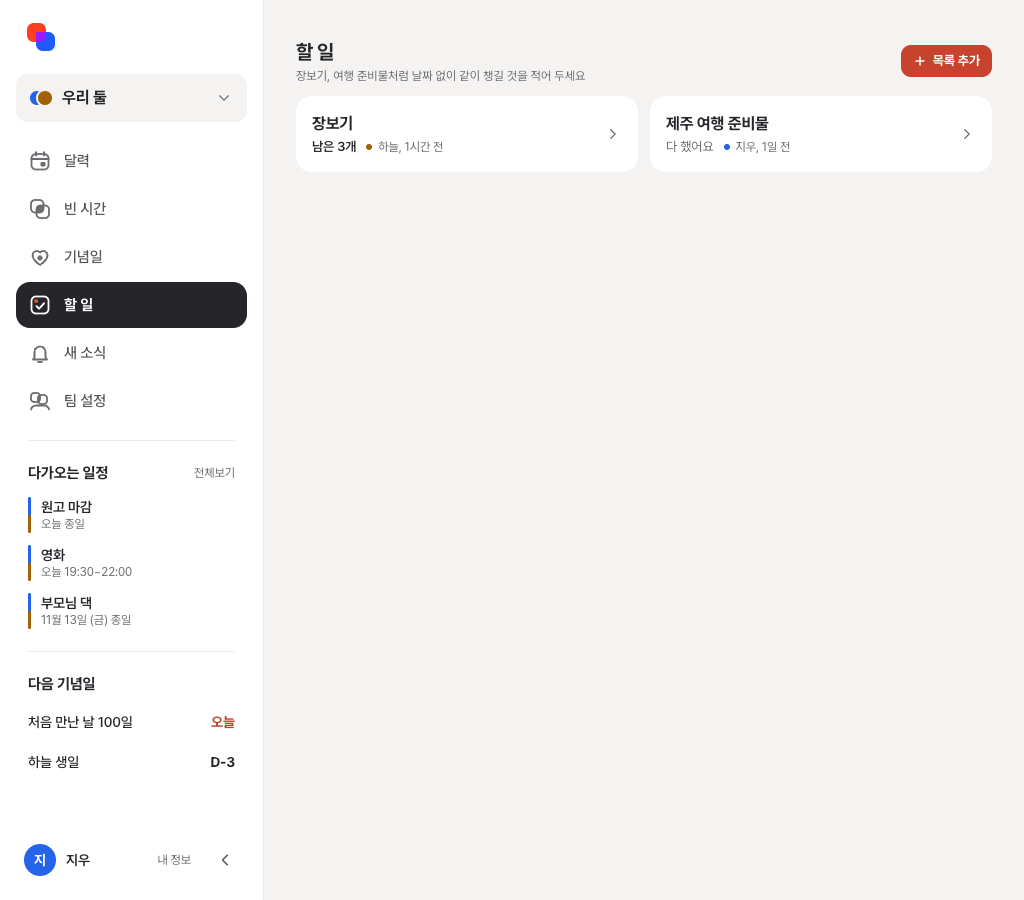 우리 둘
달력
빈 시간
기념일
할 일
새 소식
팀 설정
다가오는 일정 전체보기
원고 마감
오늘 종일
영화
오늘 19:30–22:00
부모님 댁
11월 13일 (금) 종일
다음 기념일
처음 만난 날 100일 오늘
하늘 생일 D-3
지 지우 내 정보
할 일
장보기, 여행 준비물처럼 날짜 없이 같이 챙길 것을 적어 두세요
목록 추가
장보기
남은 3개 하늘, 1시간 전
제주 여행 준비물
다 했어요 지우, 1일 전